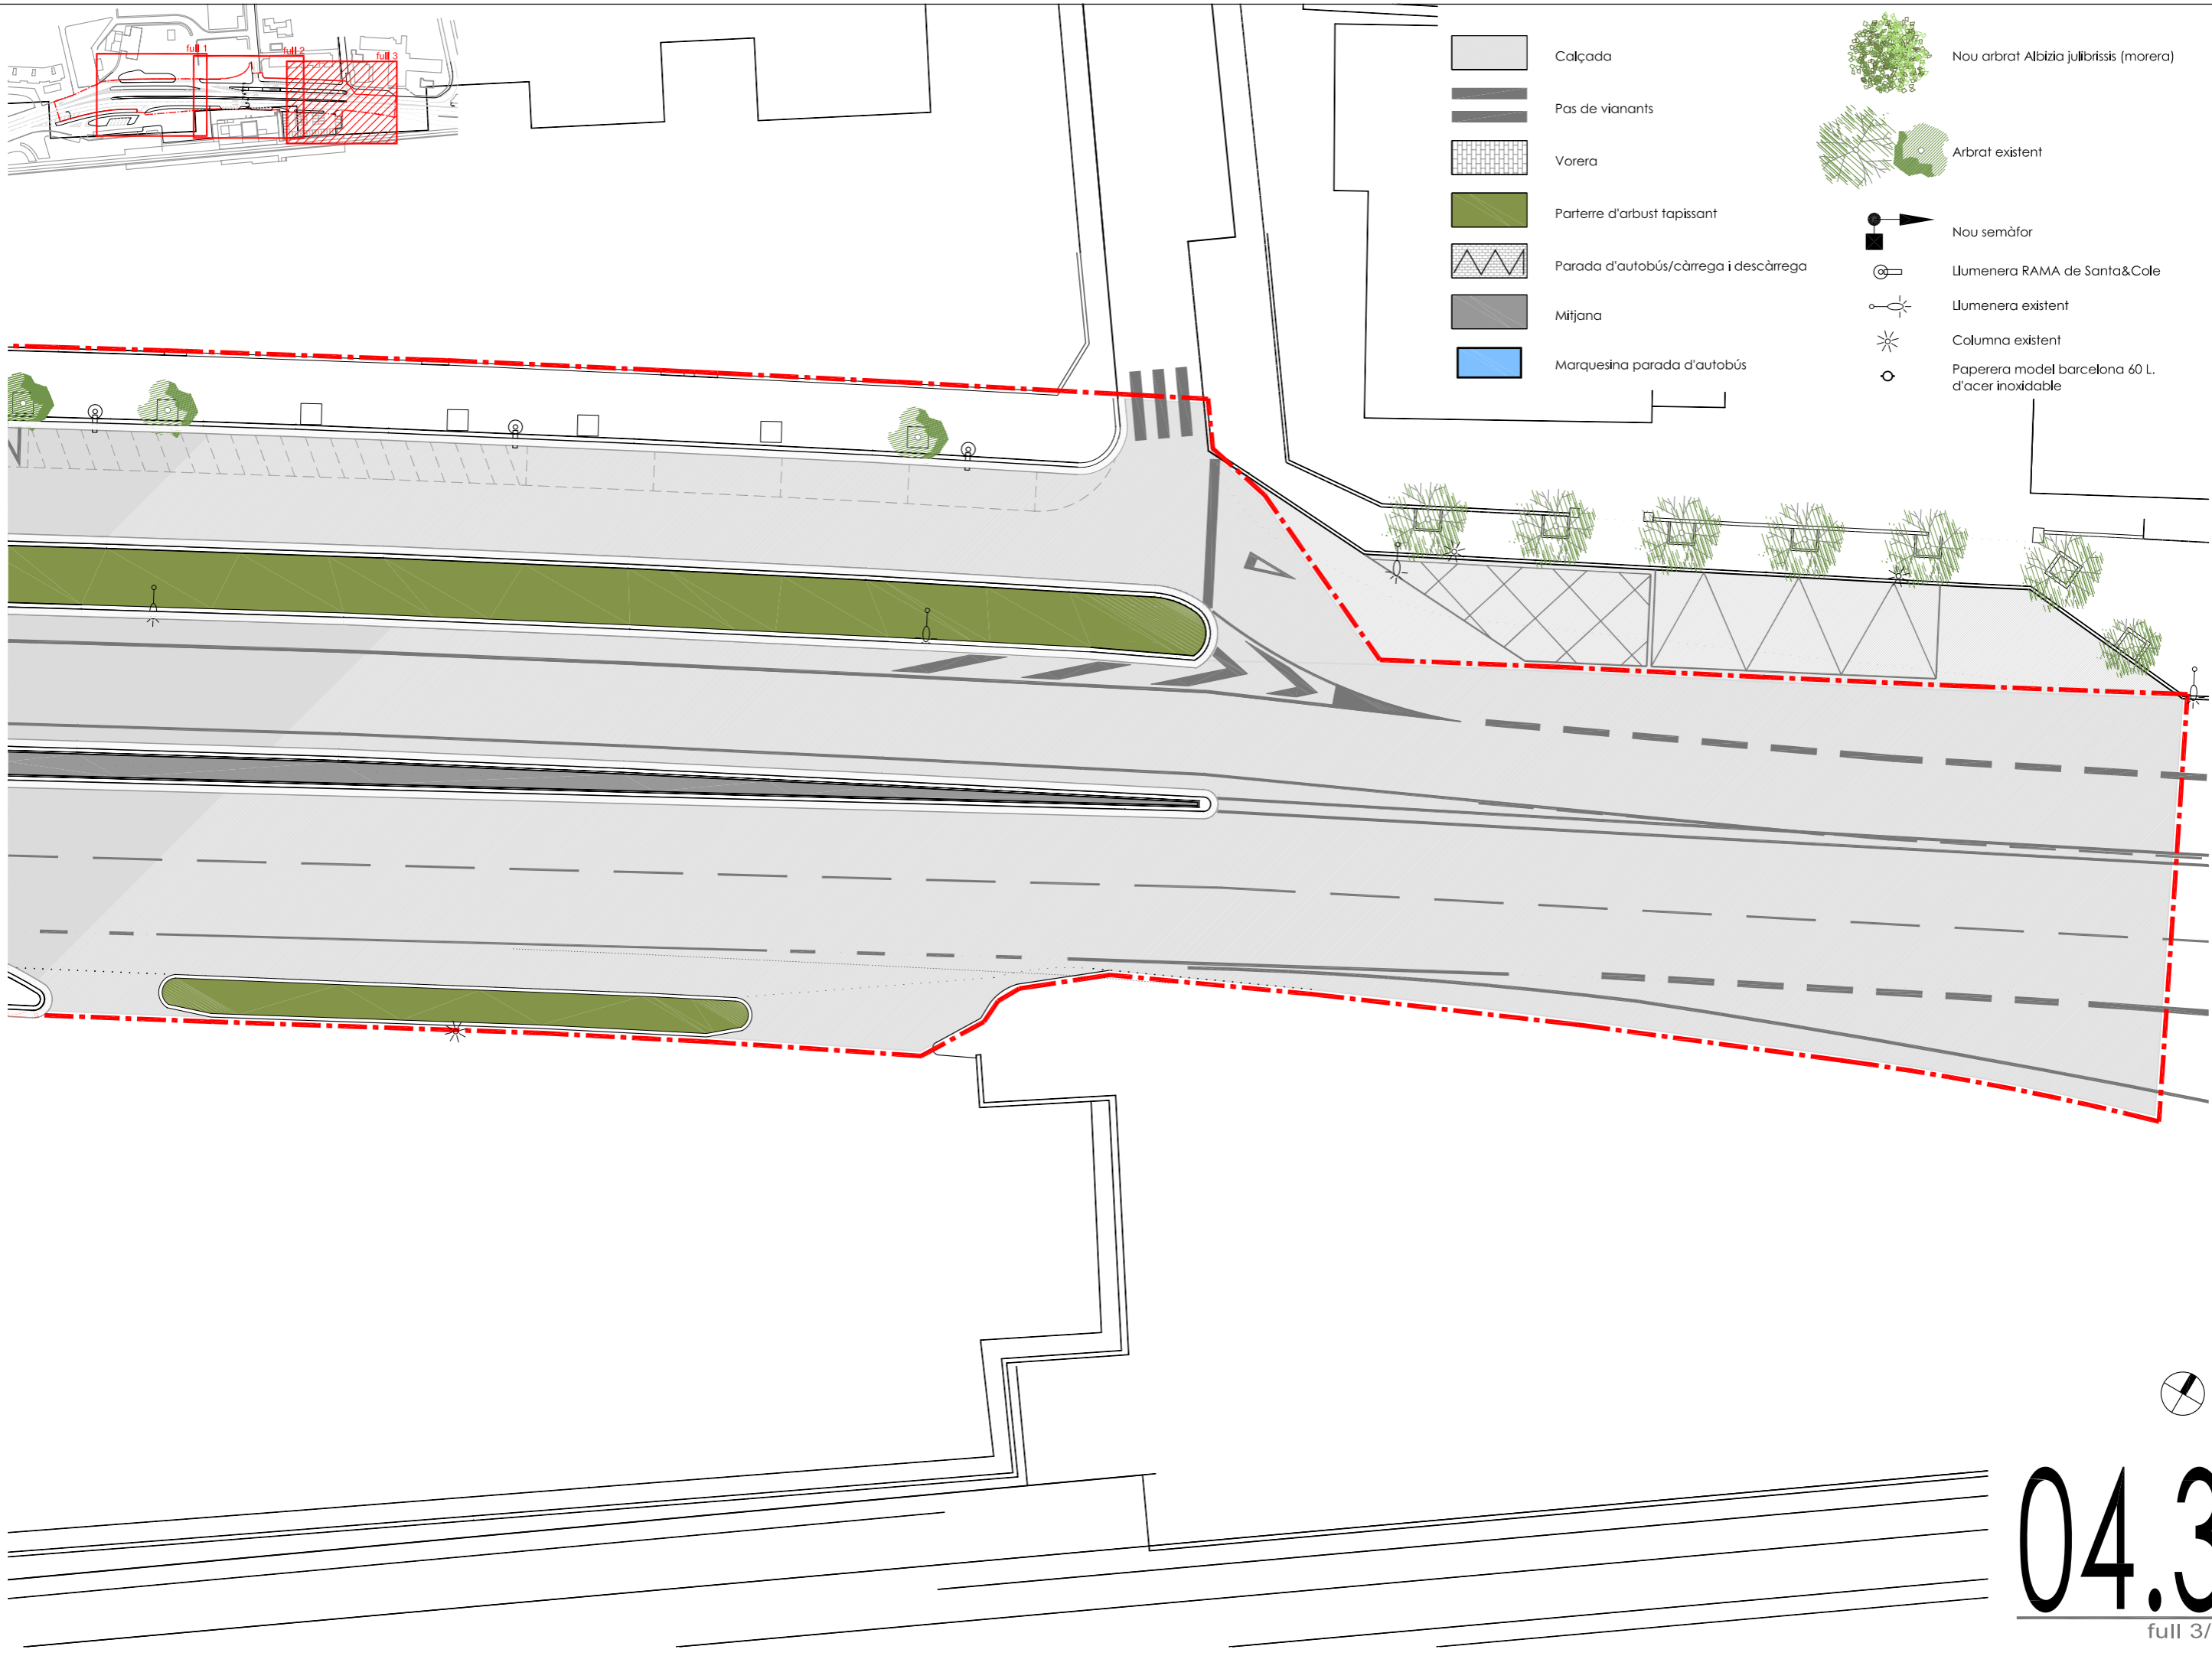 full 1
full 2
full 3
Calçada
Pas de vianants
Vorera
Parterre d'arbust tapissant
Parada d'autobús/càrrega i descàrrega
Mitjana
Marquesina parada d'autobús
Nou arbrat Albizia julibrissis (morera)
Arbrat existent
Nou semàfor
Llumenera RAMA de Santa&Cole
Llumenera existent
Columna existent
Paperera model barcelona 60 L.
d'acer inoxidable
04.3
full 3/